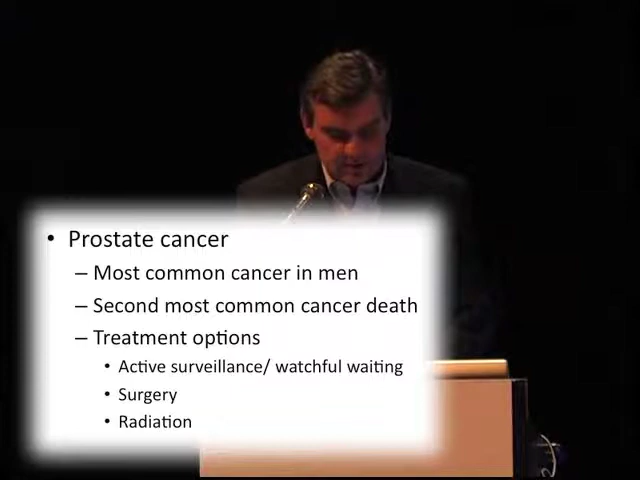 • Prostate cancer
– Most common cancer in men
– Second most common cancer death
– Treatment options
• Active surveillance/ watchful waiting
• Surgery
• Radiation